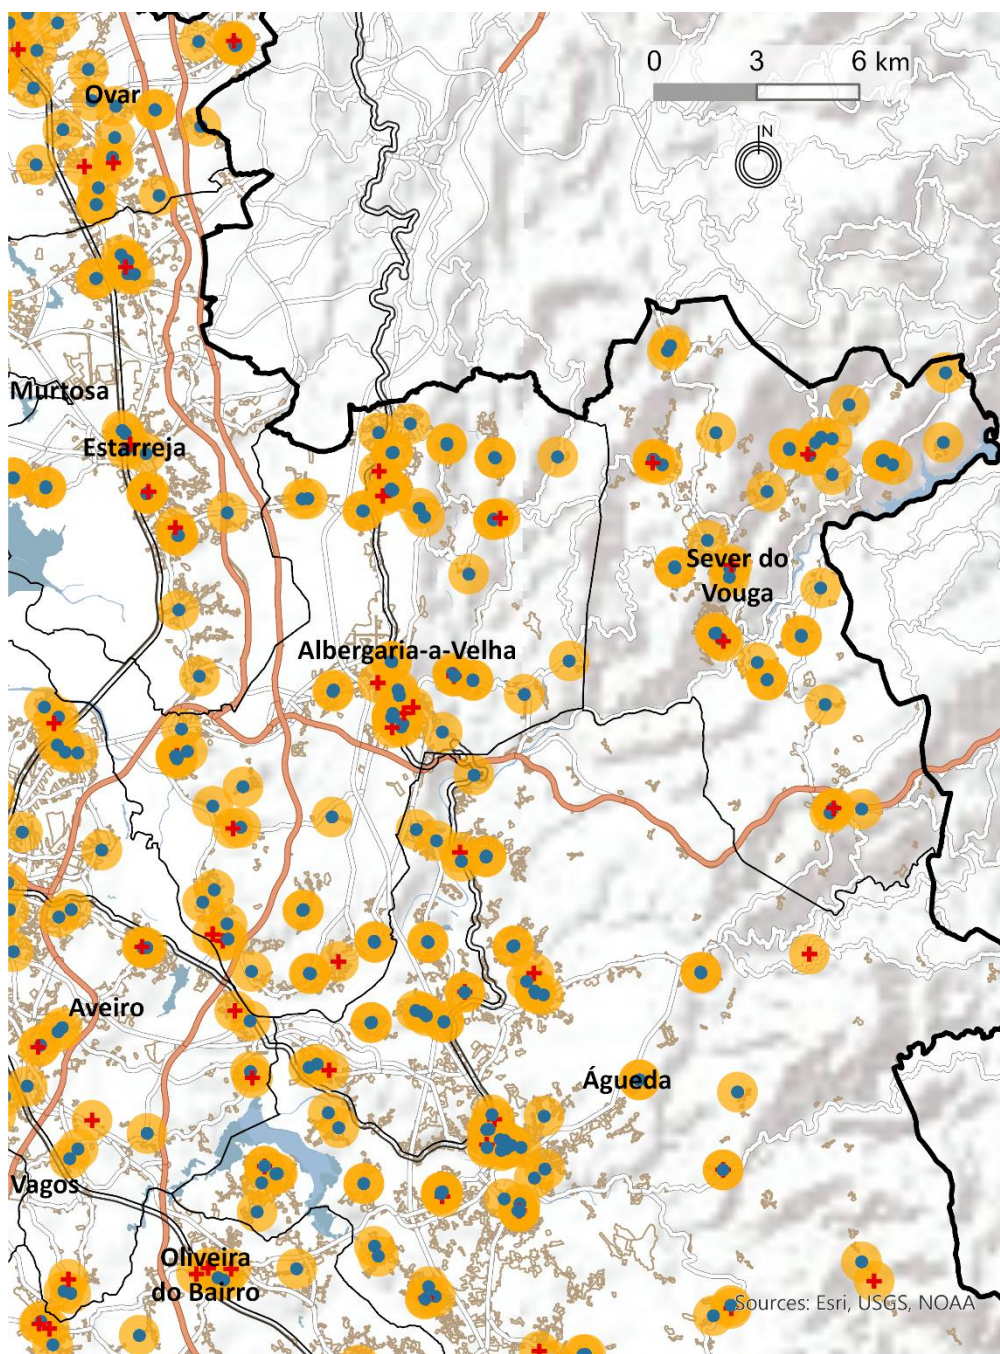 0 3 6 km
N
Ovar
Murtosa
Estarreja
Sever do
Vouga
Albergaria-a-Velha
Aveiro
Águeda
Vagos
Oliveira
do Bairro
Sources: Esri, USGS, NOAA